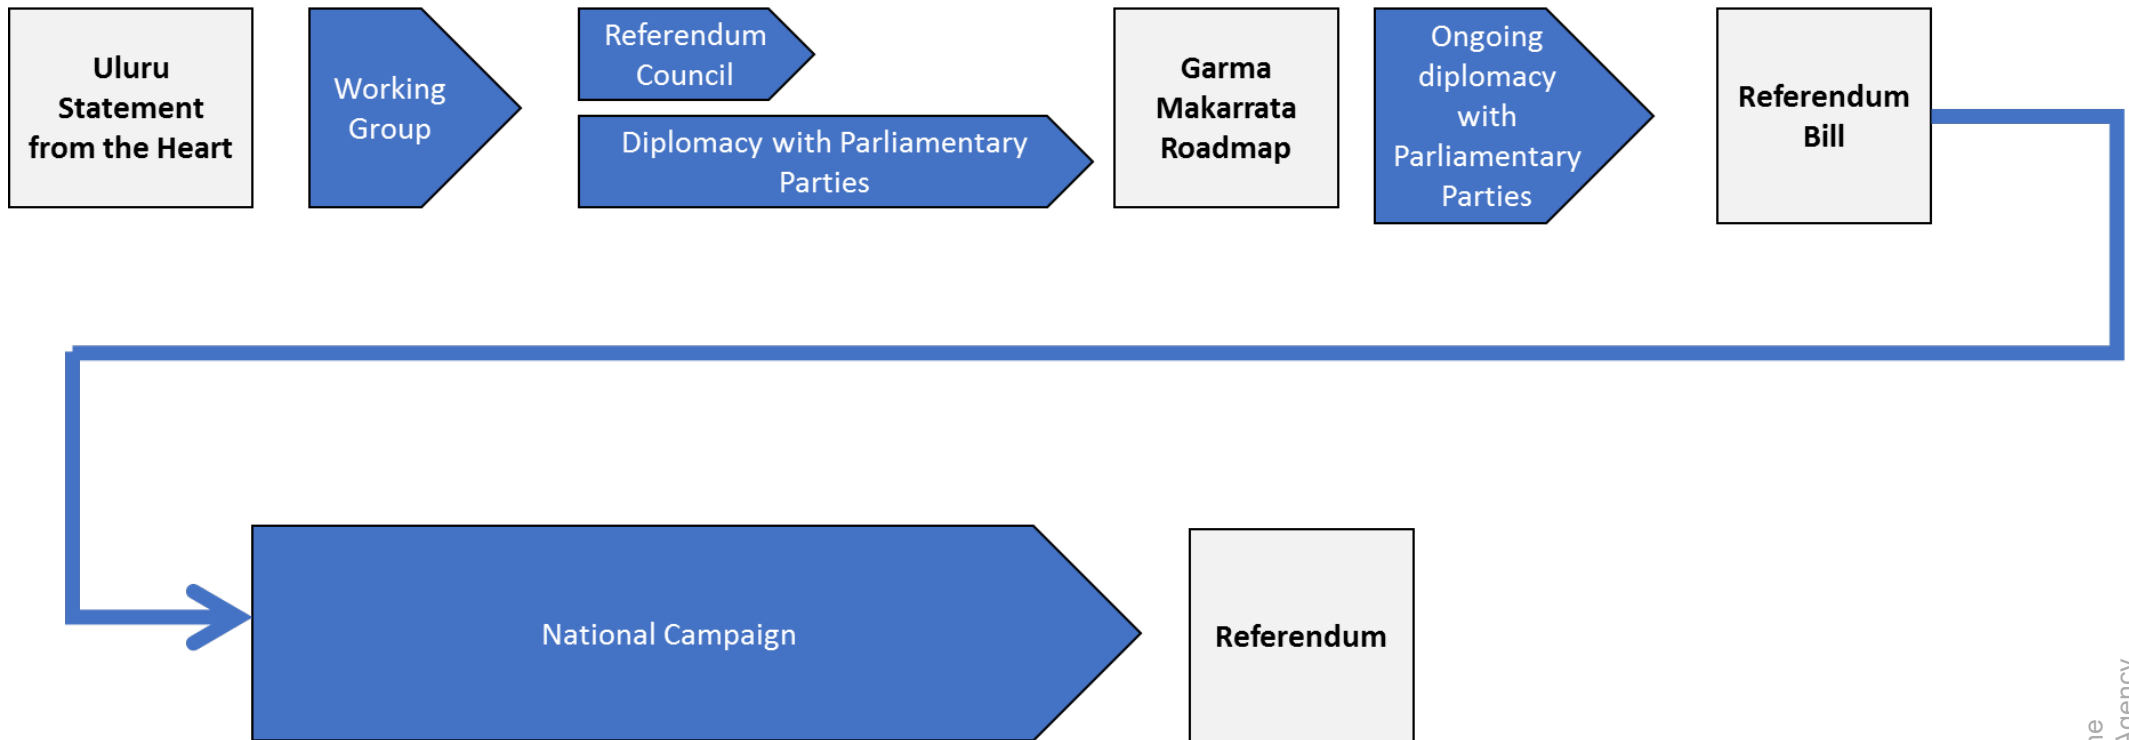 Uluru
Statement
from the Heart
Working
Group
Referendum
Council
Diplomacy with Parliamentary
Parties
Garma
Makarrata
Roadmap
Ongoing
diplomacy
with
Parliamentary
Parties
Referendum
Bill
National Campaign
Referendum
Agency